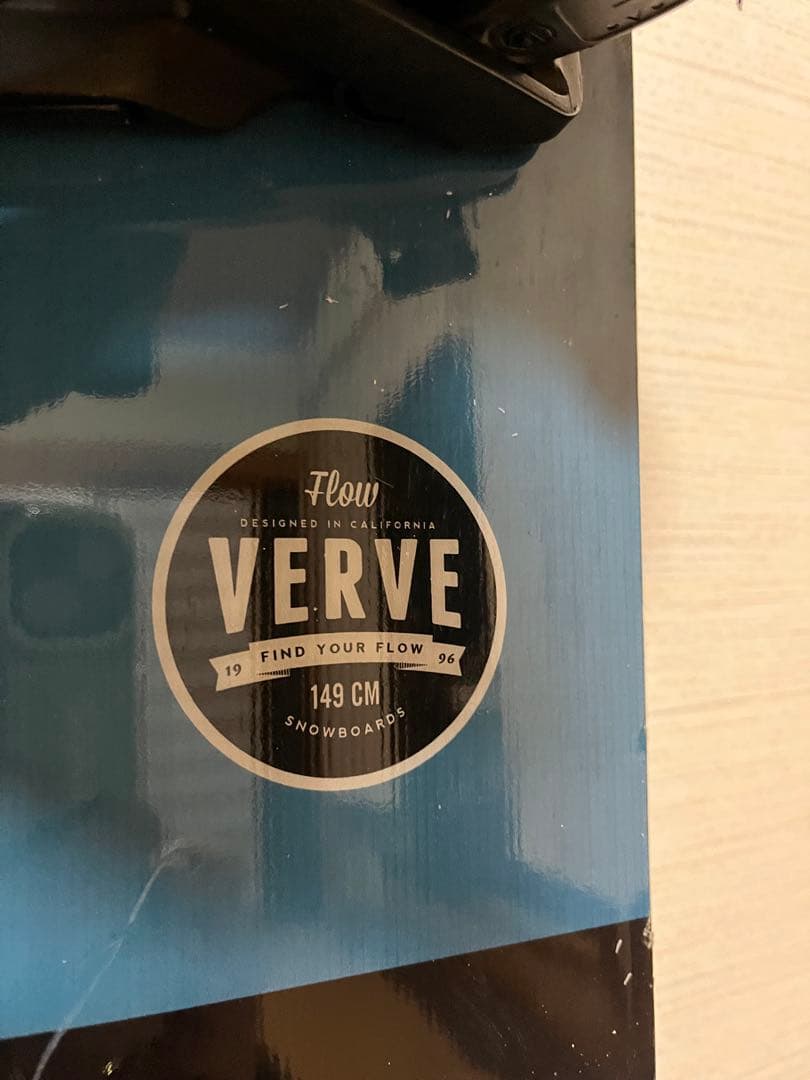 Flow
DESIGNED IN CALIFORNIA
VERVE
19 FIND YOUR FLOW 96
149 CM
SNOWBOARDS